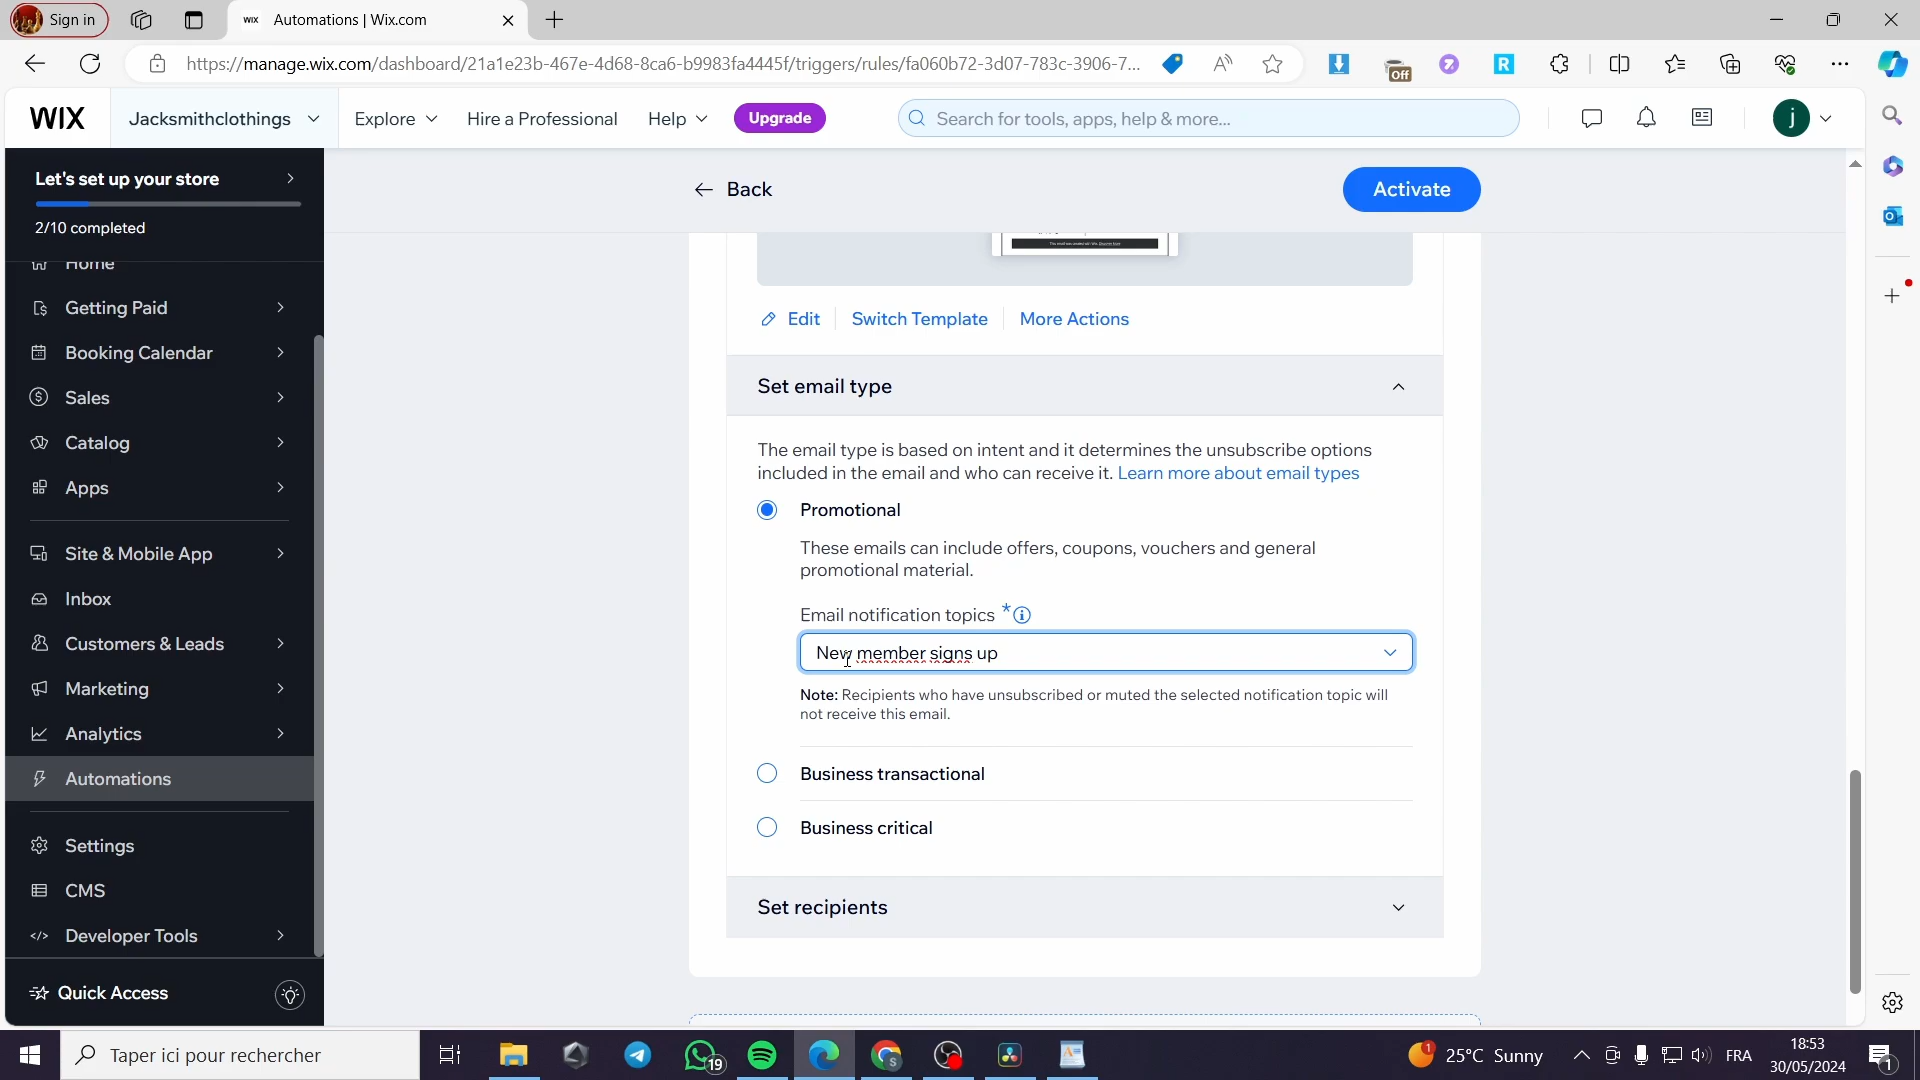 Sign in
WIX Automations | Wix.com
https://manage.wix.com/dashboard/21a1e23b-467e-4d68-8ca6-b9983fa4445f/triggers/rules/fa060b72-3d07-783c-3906-7...
Off
WIX
Jacksmithclothings
Explore
Hire a Professional
Help
Upgrade
Search for tools, apps, help & more...
j
Let's set up your store
2/10 completed
Home
Getting Paid
Booking Calendar
Sales
Catalog
Apps
Site & Mobile App
Inbox
Customers & Leads
Marketing
Analytics
Automations
Settings
CMS
Developer Tools
Quick Access
Back
Activate
Edit
Switch Template
More Actions
Set email type
The email type is based on intent and it determines the unsubscribe options
included in the email and who can receive it. Learn more about email types
Promotional
These emails can include offers, coupons, vouchers and general
promotional material.
Email notification topics *
New member signs up
Note: Recipients who have unsubscribed or muted the selected notification topic will
not receive this email.
Business transactional
Business critical
Set recipients
Taper ici pour rechercher
19
25°C Sunny
FRA
18:53
30/05/2024
1